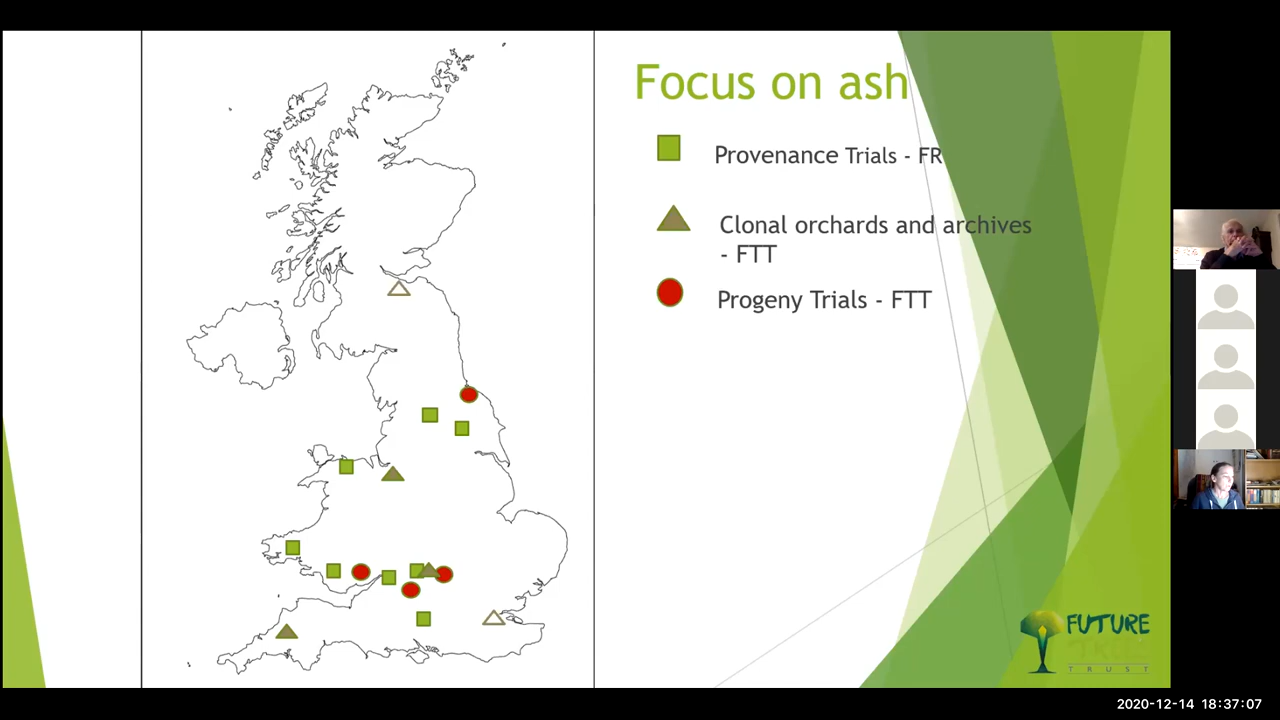 Focus on ash
Provenance Trials - FR
Clonal orchards and archives
- FTT
Progeny Trials - FTT
FUTURE
TRUST
2020-12-14 18:37:07